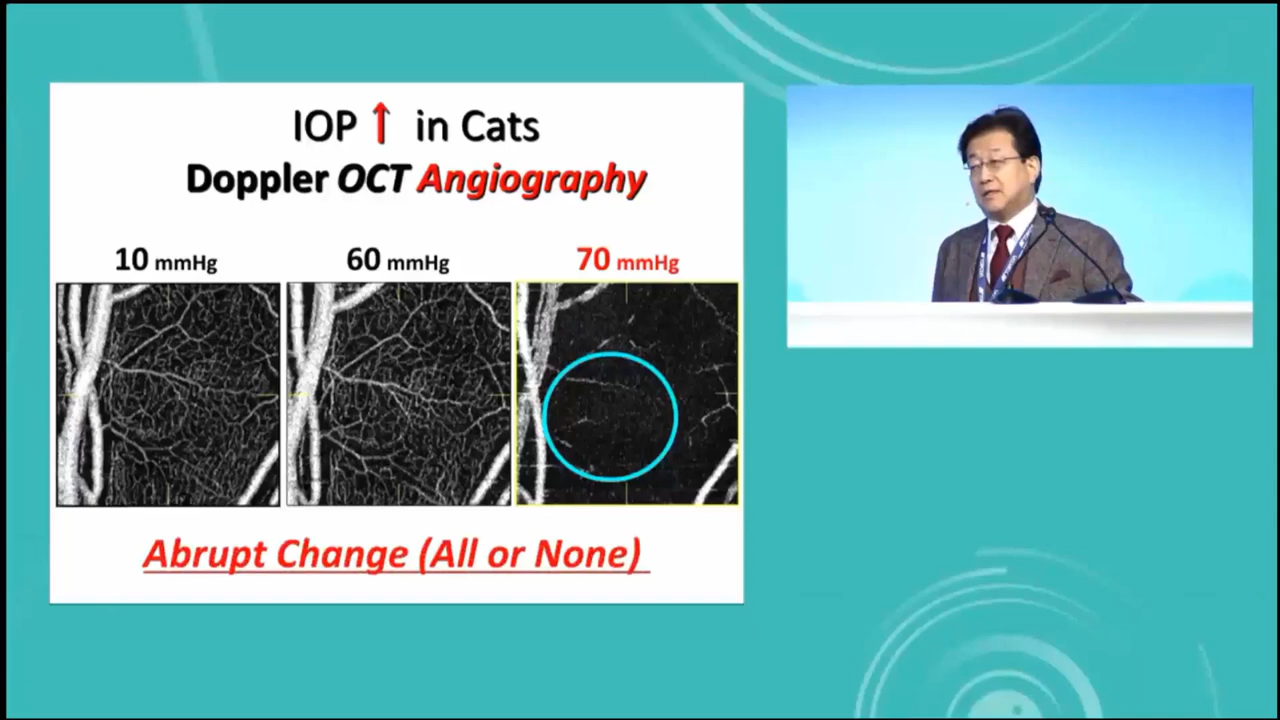 IOP ↑ in Cats
Doppler OCT Angiography
10 mmHg
60 mmHg
70 mmHg
Abrupt Change (All or None)